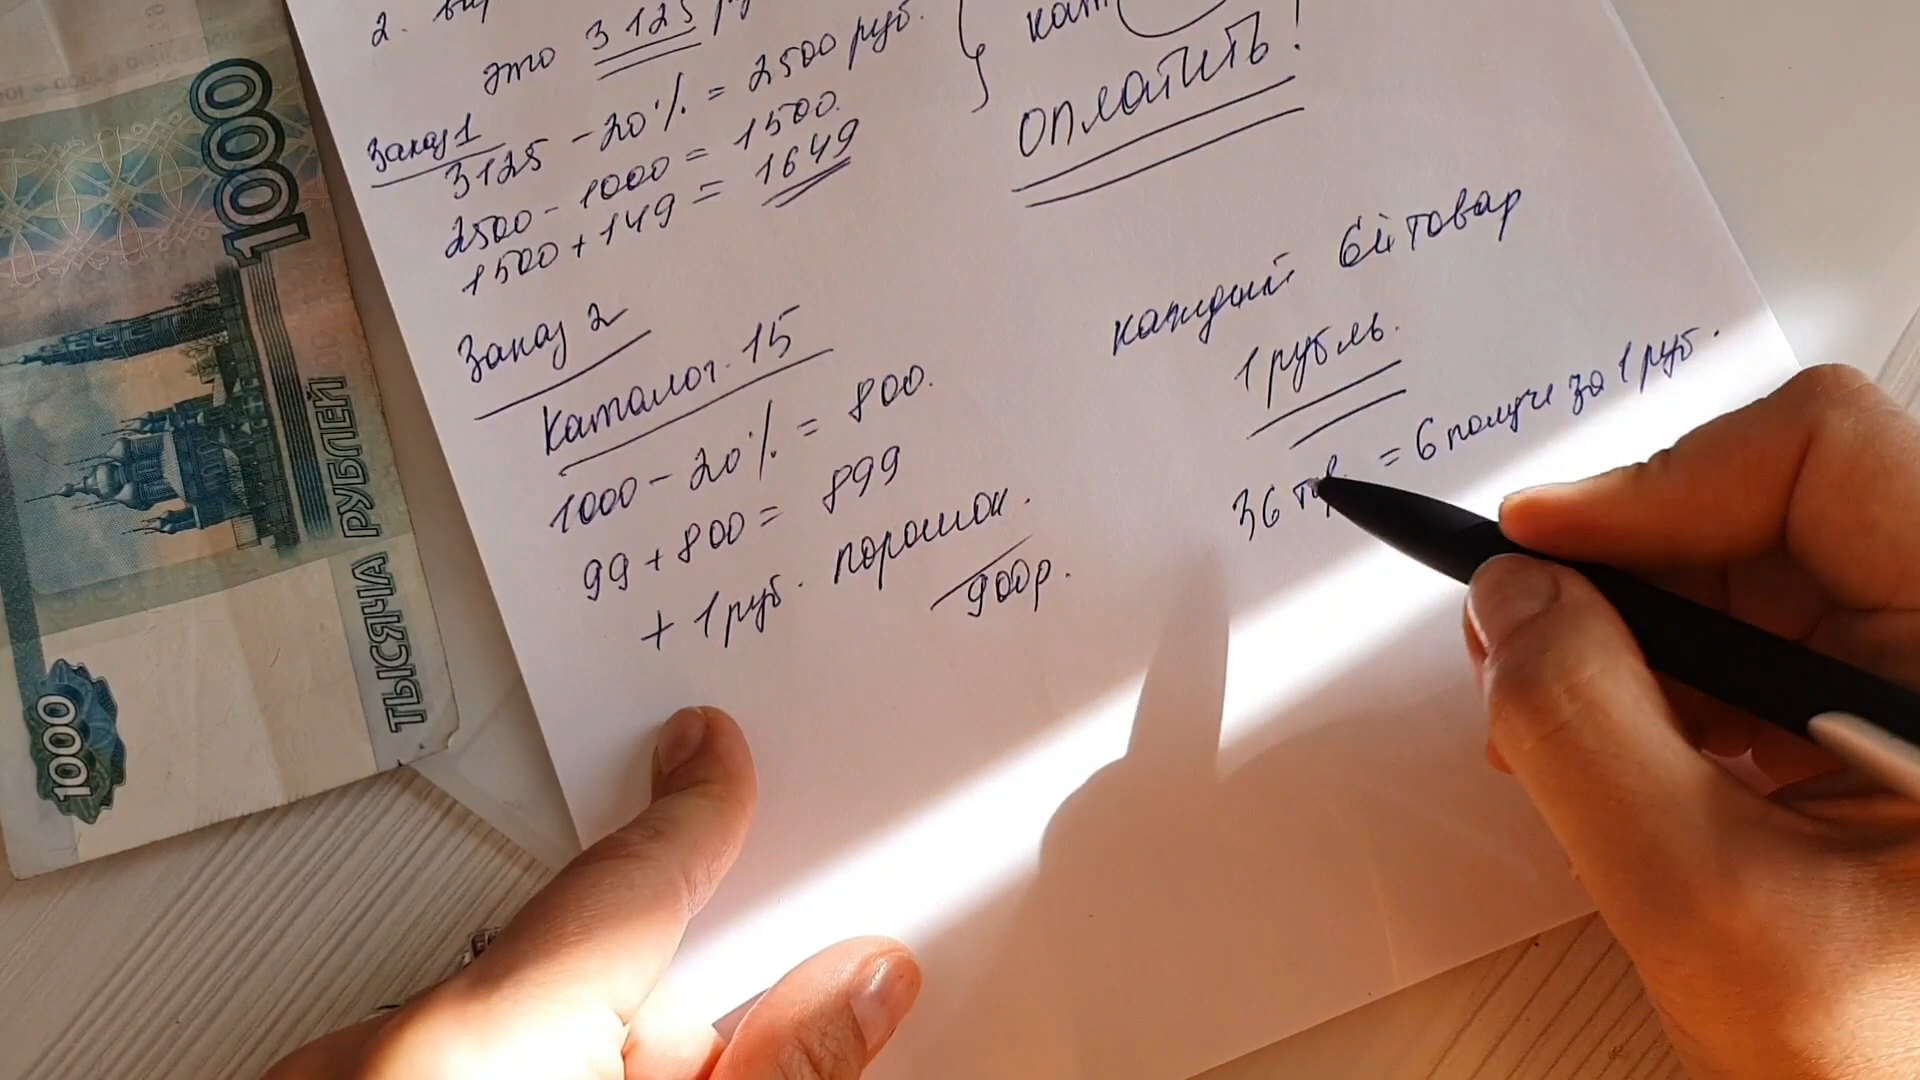 2.
это 3125
Заказ 1
3125 - 20% = 2500 руб.
2500 - 1000 = 1500.
1500 + 149 = 1649
кат
ОПЛАТИТЬ!
Заказ 2
Каталог. 15
1000 - 20% = 800.
99 + 800 = 899
+ 1 руб. порошок.
900р.
каждый 6й товар
1 рубль.
36 = 6 получ за 1 руб.
1000
ТЫСЯЧА РУБЛЕЙ
1000